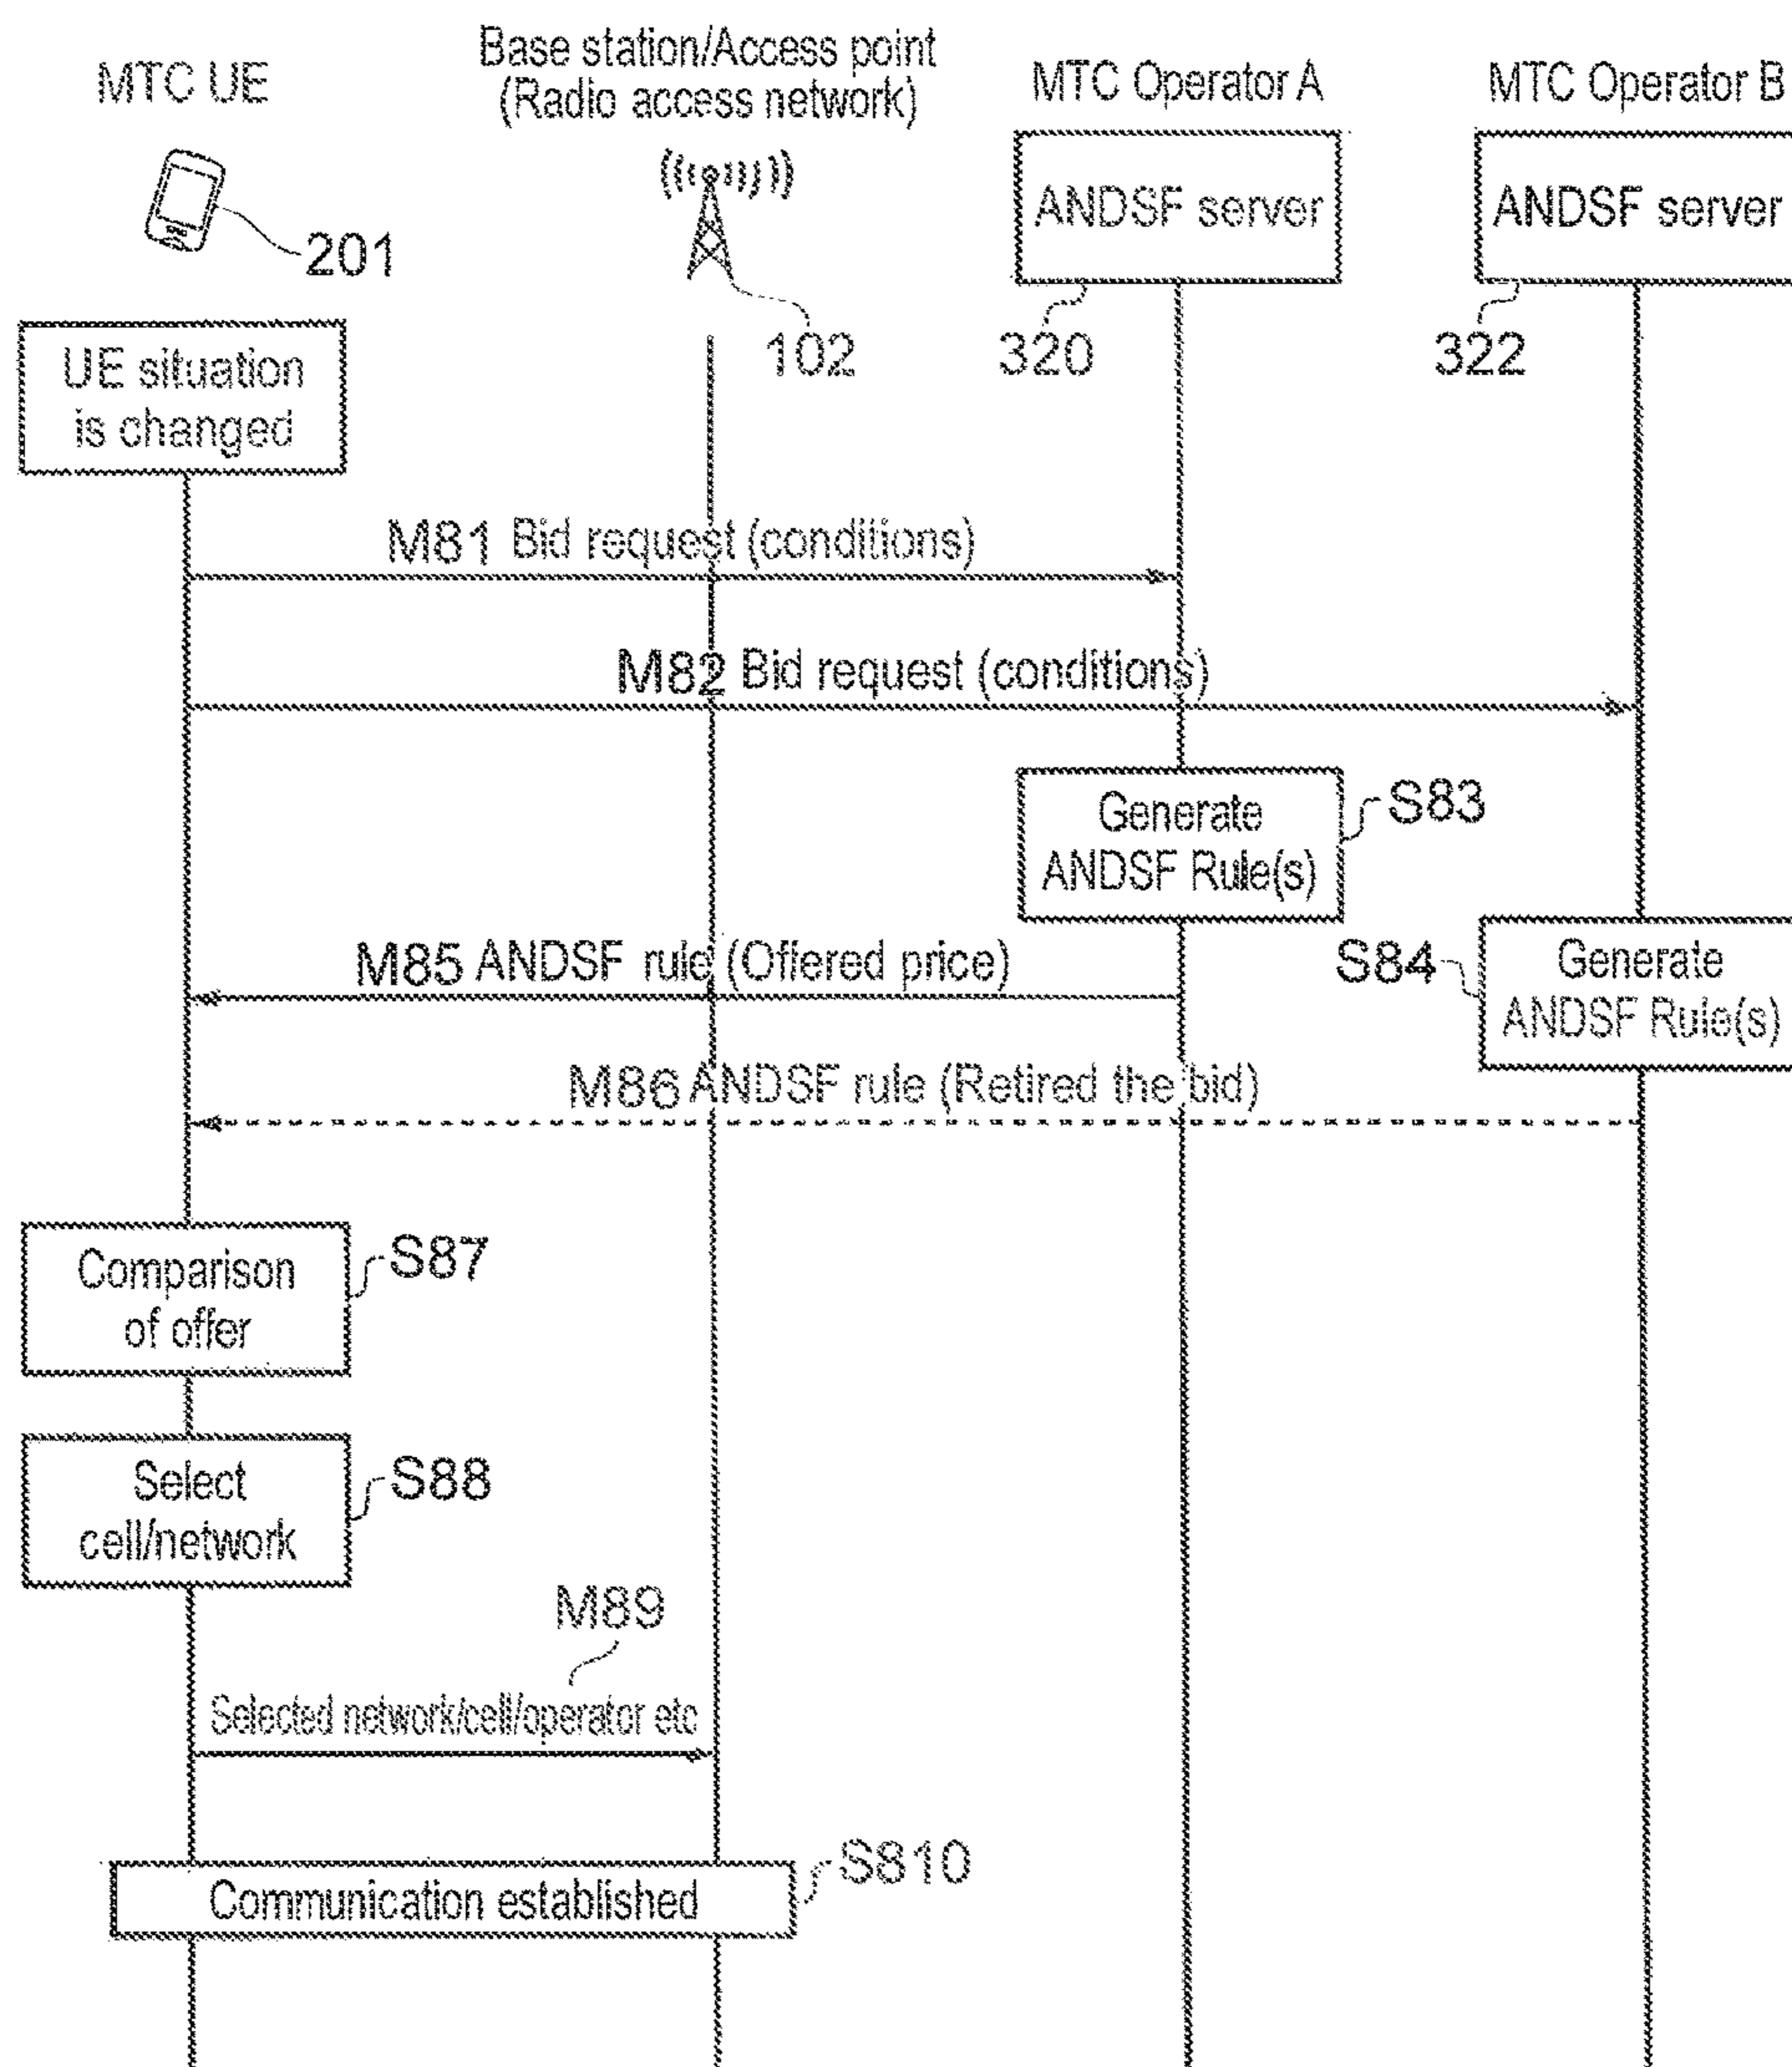 MTC UE
Base station/Access point
(Radio access network)
MTC Operator A
MTC Operator B
ANDSF server
ANDSF server
201
102
320
322
UE situation
is changed
M81 Bid request (conditions)
M82 Bid request (conditions)
Generate
ANDSF Rule(s)
S83
M85 ANDSF rule (Offered price)
S84
Generate
ANDSF Rule(s)
M86 ANDSF rule (Retired the bid)
Comparison
of offer
S87
Select
cell/network
S88
M89
Selected network/cell/operator etc
Communication established
S810